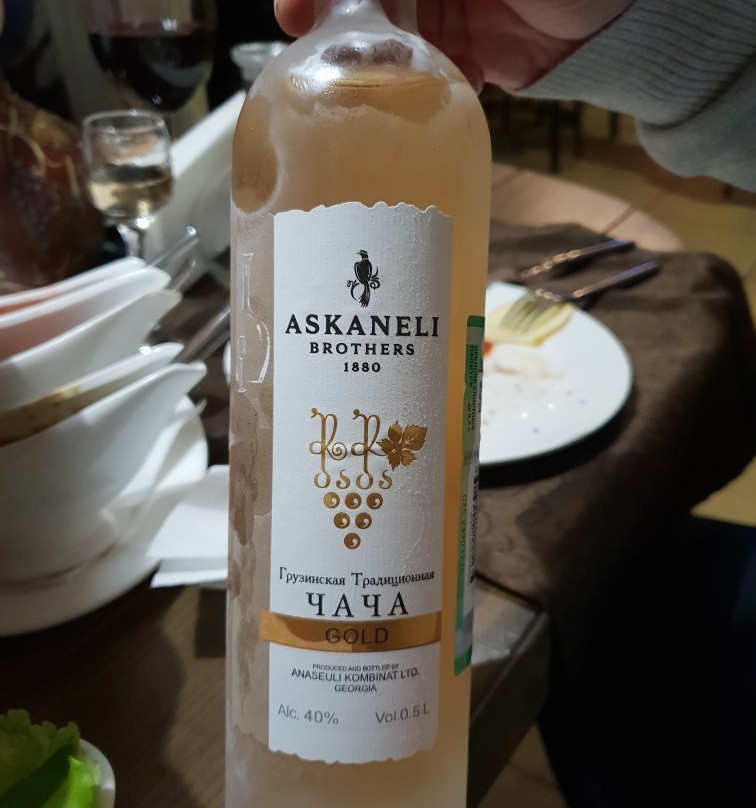 ASKANELI
BROTHERS
1880
Грузинская Традиционная
ЧАЧА
GOLD
PRODUCED AND BOTTLED BY
ANASEULI KOMBINAT LTD.
GEORGIA
Alc. 40% Vol.0.5 L